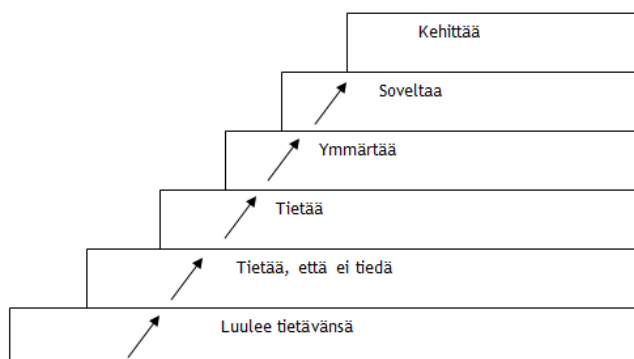 Kehittää
Soveltaa
Ymmärtää
Tietää
Tietää, että ei tiedä
Luulee tietävänsä